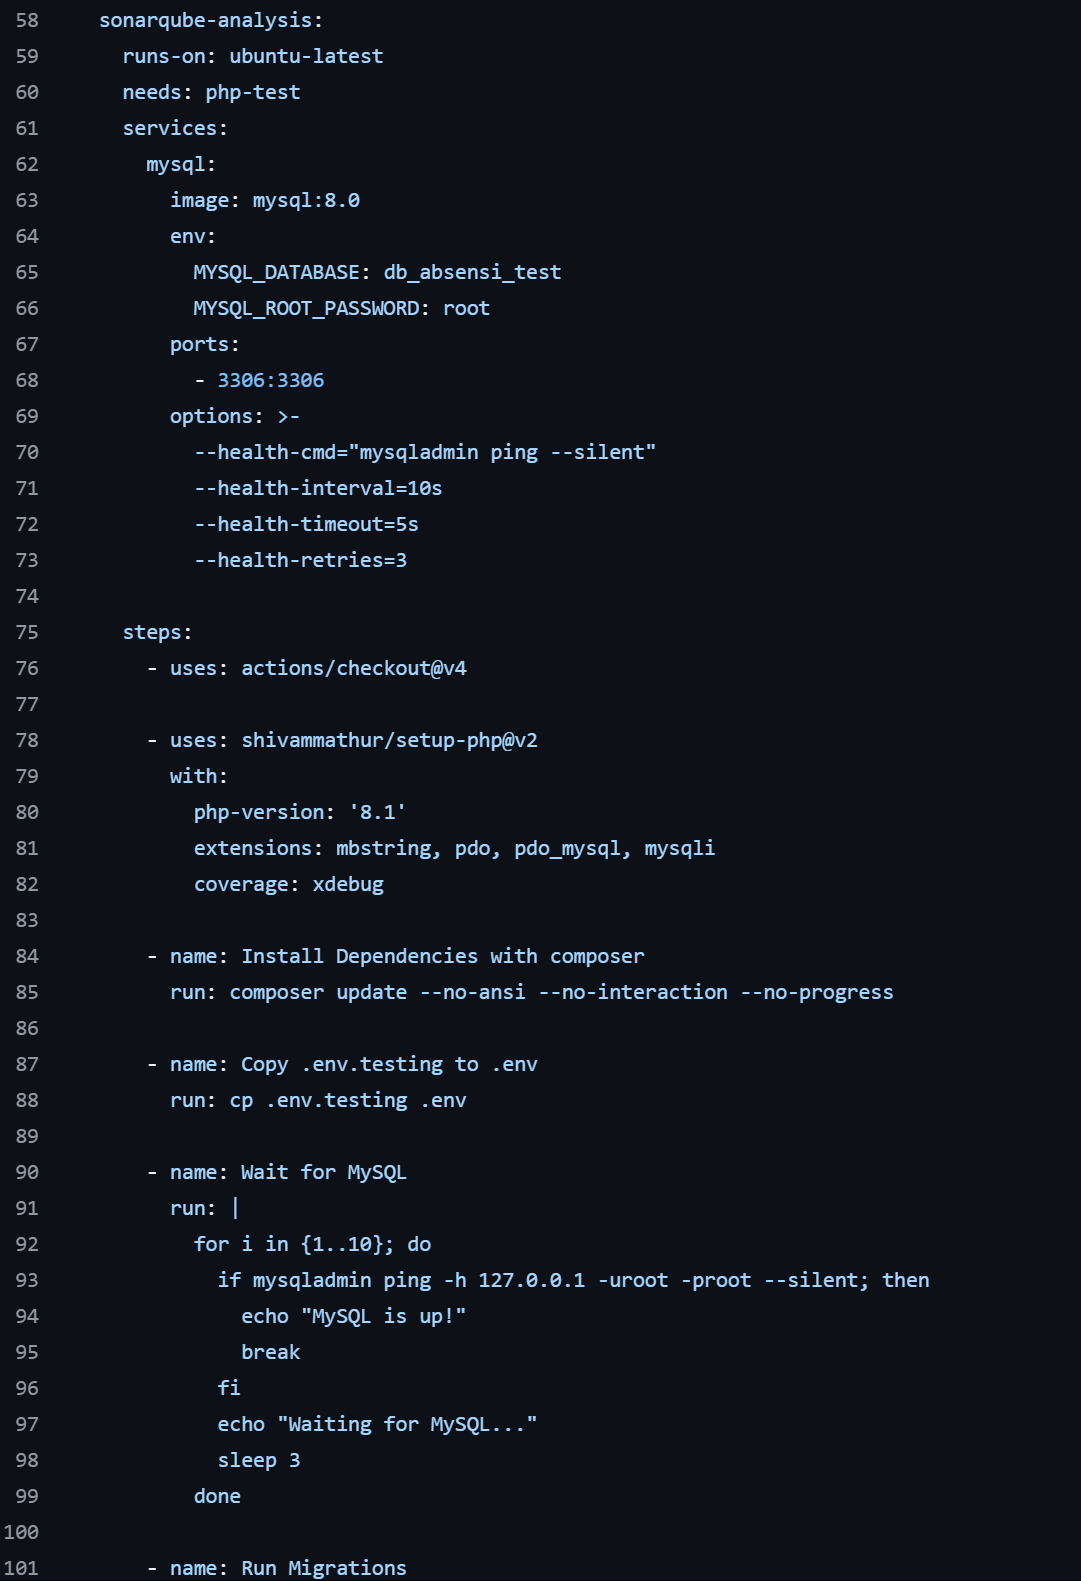 58 sonarqube-analysis:
59 runs-on: ubuntu-latest
60 needs: php-test
61 services:
62 mysql:
63 image: mysql:8.0
64 env:
65 MYSQL_DATABASE: db_absensi_test
66 MYSQL_ROOT_PASSWORD: root
67 ports:
68 - 3306:3306
69 options: >-
70 --health-cmd="mysqladmin ping --silent"
71 --health-interval=10s
72 --health-timeout=5s
73 --health-retries=3
74
75 steps:
76 - uses: actions/checkout@v4
77
78 - uses: shivammathur/setup-php@v2
79 with:
80 php-version: '8.1'
81 extensions: mbstring, pdo, pdo_mysql, mysqli
82 coverage: xdebug
83
84 - name: Install Dependencies with composer
85 run: composer update --no-ansi --no-interaction --no-progress
86
87 - name: Copy .env.testing to .env
88 run: cp .env.testing .env
89
90 - name: Wait for MySQL
91 run: |
92 for i in {1..10}; do
93 if mysqladmin ping -h 127.0.0.1 -uroot -proot --silent; then
94 echo "MySQL is up!"
95 break
96 fi
97 echo "Waiting for MySQL..."
98 sleep 3
99 done
100
101 - name: Run Migrations